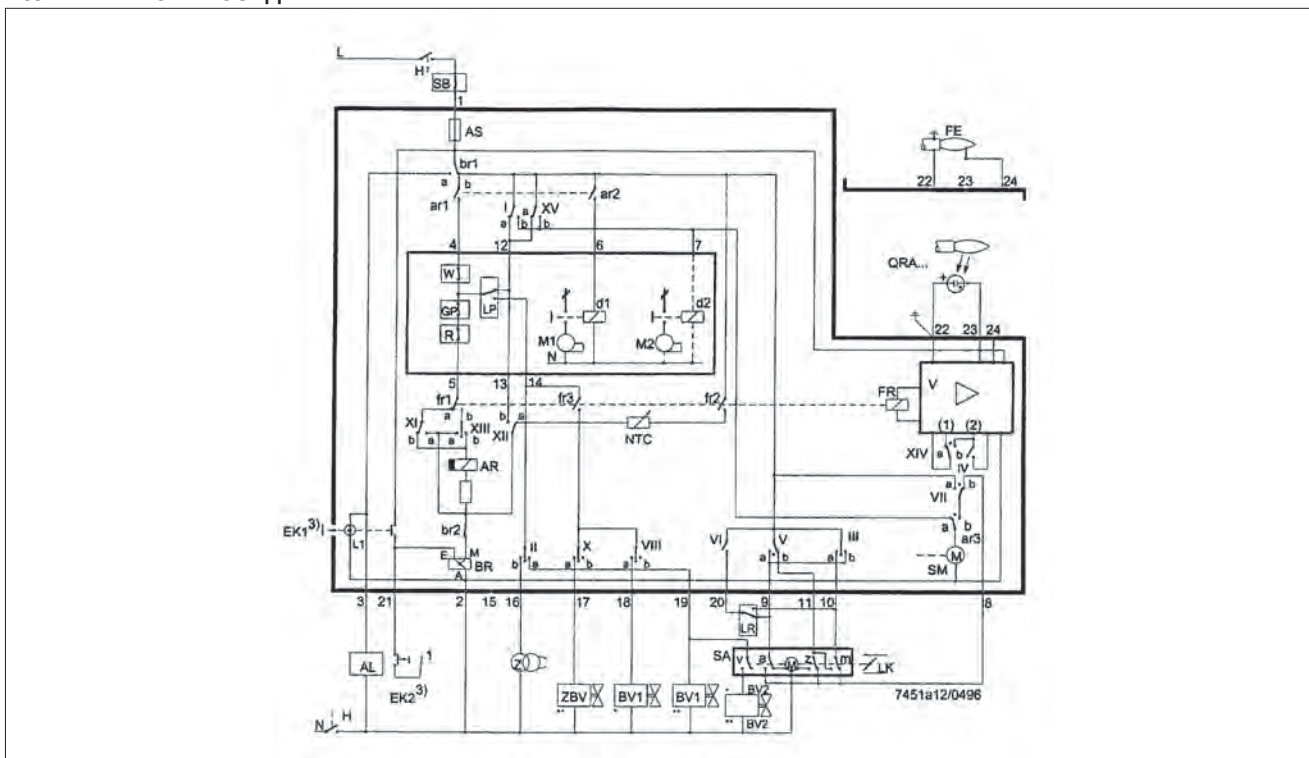 L
H
SB
1
AS
FE
22 23 24
br1
a b
ar1
ar2
I
a b
a XV
b b
4 12 6 7
QRA...
W
LP
GP
R
d1
d2
M1
N
M2
22 23 24
V
FR
5 13 14
fr1
fr3
fr2
a b
XI
b a a b
XIII
b a
XII
NTC
(1) (2)
XIV
a b
IV
AR
a b
VII
a b
ar3
EK1 3)
L1
br2
E M
BR
A
II
b a
X
a b
VIII
a b
VI
V
a b
III
a b
M
SM
3 21 2 15 16 17 18 19 20 9 11 10 8
LR
AL
1
EK2 3)
Z
SA
v a M z m
LK
7451a12/0496
ZBV
**
BV1
*
BV1
**
* BV2
** BV2
N
H